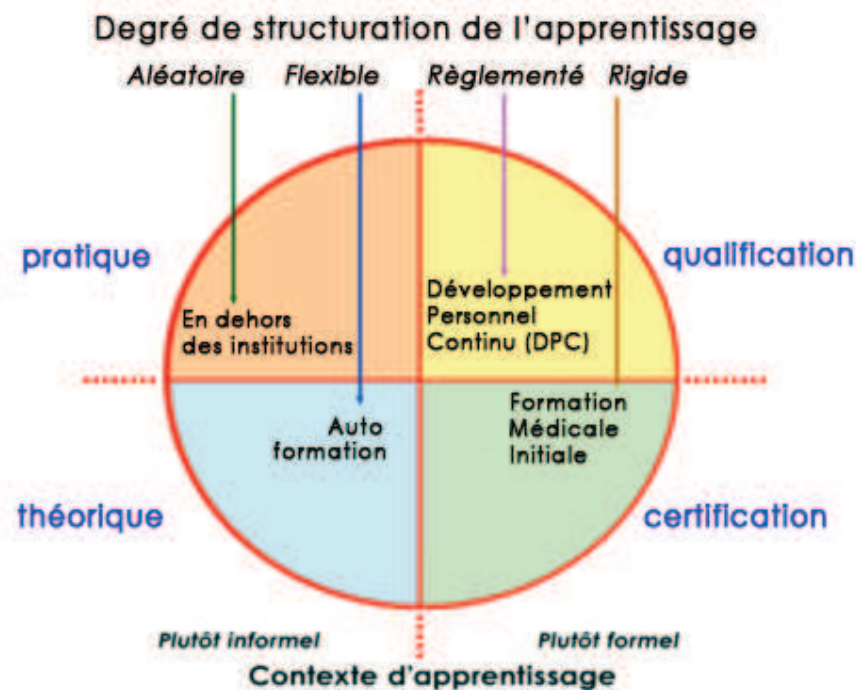 Degré de structuration de l'apprentissage
Aléatoire Flexible Règlementé Rigide
pratique
qualification
En dehors
des institutions
Développement
Personnel
Continu (DPC)
Auto
formation
Formation
Médicale
Initiale
théorique
certification
Plutôt informel
Plutôt formel
Contexte d'apprentissage